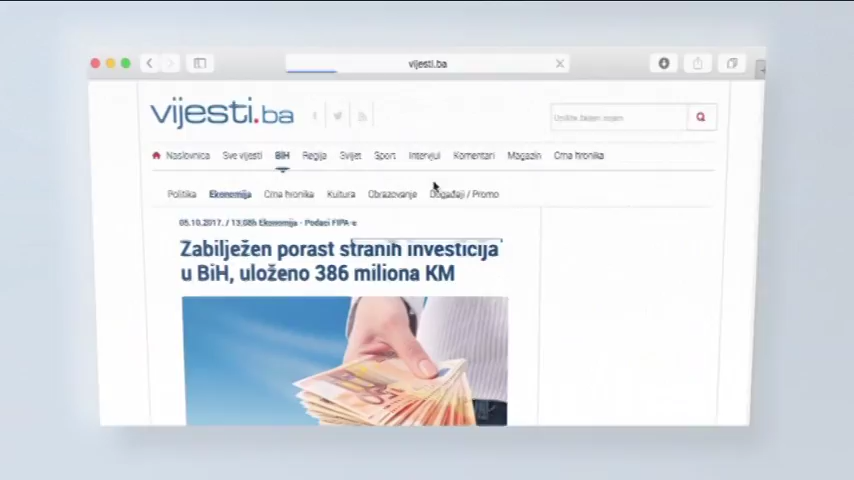 vijesti.ba
vijesti.ba
Naslovnica Sve vijesti BiH Regija Svijet Sport Intervjui Komentari Magazin Crna hronika
Politika Ekonomija Crna hronika Kultura Obrazovanje Događaji / Promo
05.10.2017. / 13:08h Ekonomija - Podaci FIPA-e
Zabilježen porast stranih investicija
u BiH, uloženo 386 miliona KM